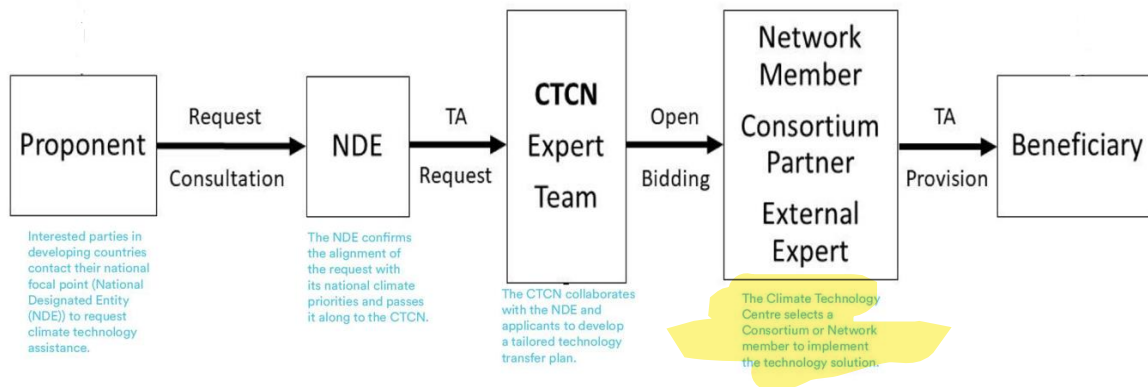 Proponent
Request
Consultation
NDE
TA
Request
CTCN
Expert
Team
Open
Bidding
Network
Member
Consortium
Partner
External
Expert
TA
Provision
Beneficiary
Interested parties in
developing countries
contact their national
focal point (National
Designated Entity
(NDE)) to request
climate technology
assistance.
The NDE confirms
the alignment of
the request with
its national climate
priorities and passes
it along to the CTCN.
The CTCN collaborates
with the NDE and
applicants to develop
a tailored technology
transfer plan.
The Climate Technology
Centre selects a
Consortium or Network
member to implement
the technology solution.